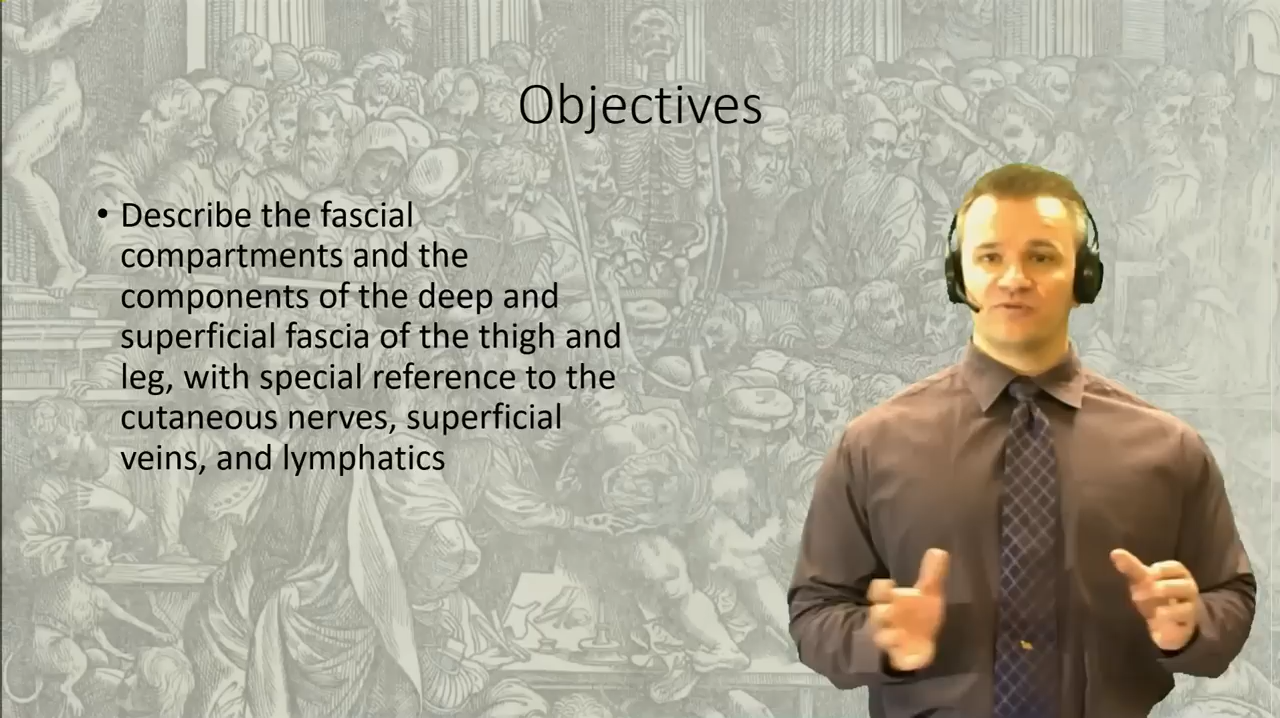 Objectives
• Describe the fascial
compartments and the
components of the deep and
superficial fascia of the thigh and
leg, with special reference to the
cutaneous nerves, superficial
veins, and lymphatics